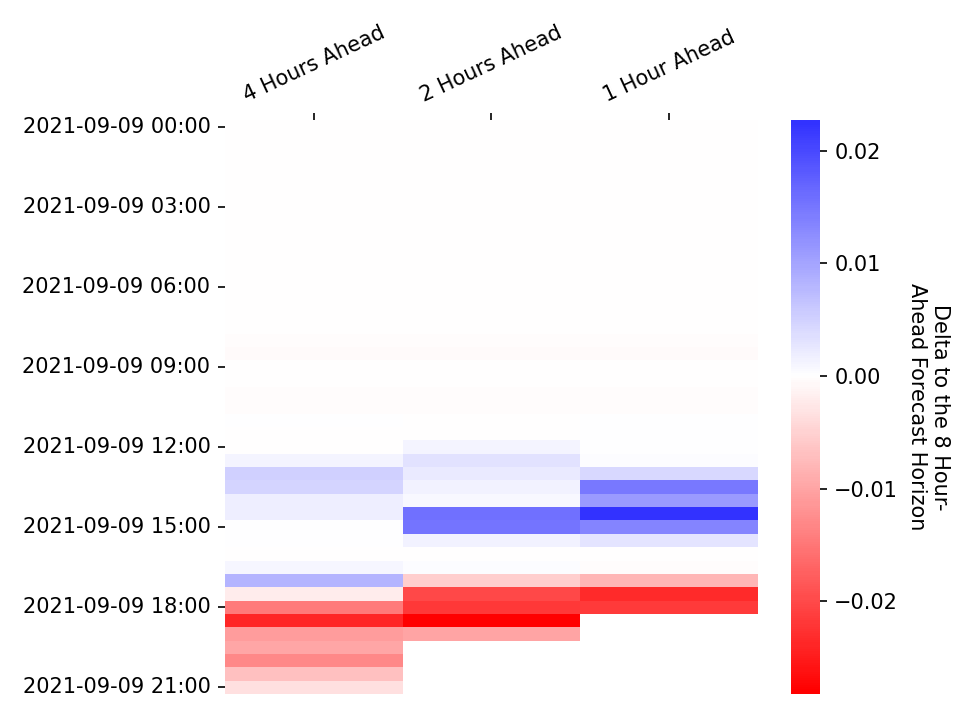 4 Hours Ahead
2 Hours Ahead
1 Hour Ahead
2021-09-09 00:00
2021-09-09 03:00
2021-09-09 06:00
2021-09-09 09:00
2021-09-09 12:00
2021-09-09 15:00
2021-09-09 18:00
2021-09-09 21:00
0.02
0.01
0.00
−0.01
−0.02
Delta to the 8 Hour-
Ahead Forecast Horizon